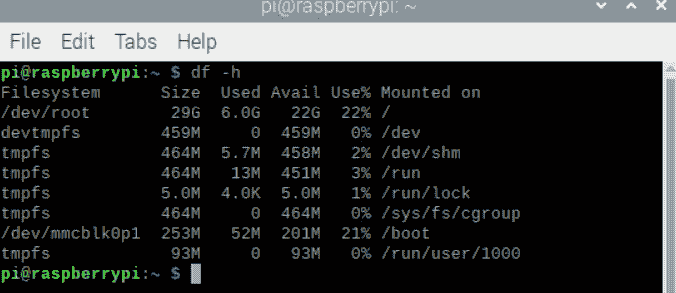 pi@raspberrypi: ~
File Edit Tabs Help
pi@raspberrypi:~ $ df -h
Filesystem Size Used Avail Use% Mounted on
/dev/root 29G 6.0G 22G 22% /
devtmpfs 459M 0 459M 0% /dev
tmpfs 464M 5.7M 458M 2% /dev/shm
tmpfs 464M 13M 451M 3% /run
tmpfs 5.0M 4.0K 5.0M 1% /run/lock
tmpfs 464M 0 464M 0% /sys/fs/cgroup
/dev/mmcblk0p1 253M 52M 201M 21% /boot
tmpfs 93M 0 93M 0% /run/user/1000
pi@raspberrypi:~ $